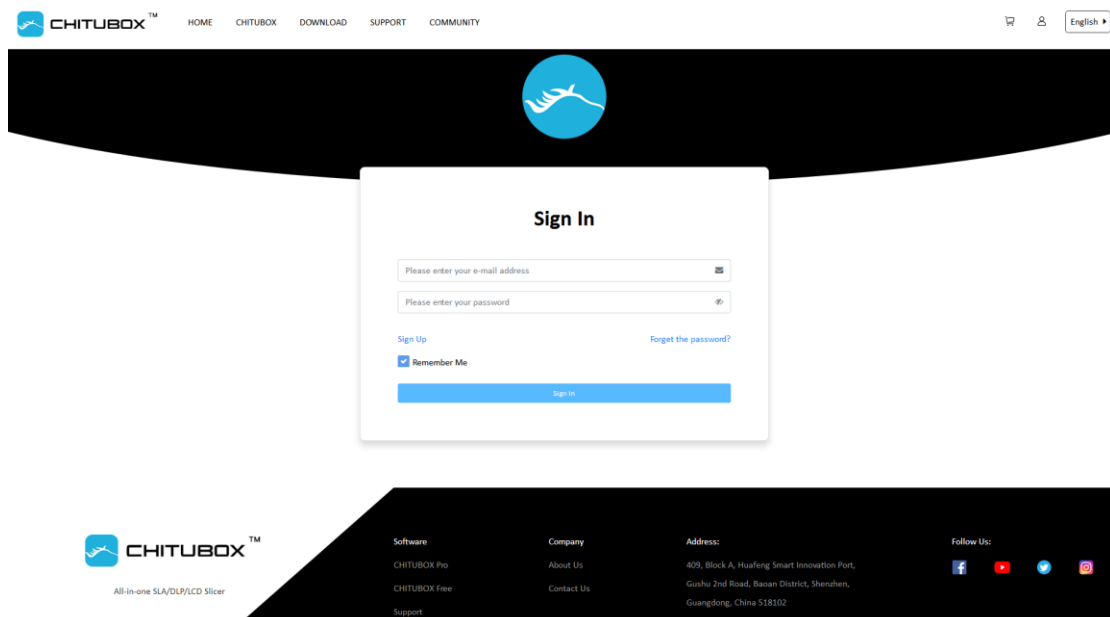 CHITUBOX™ HOME CHITUBOX DOWNLOAD SUPPORT COMMUNITY English
Sign In
Please enter your e-mail address
Please enter your password
Sign Up Forget the password?
Remember Me
Sign In
CHITUBOX™
All-in-one SLA/DLP/LCD Slicer
Software
CHITUBOX Pro
CHITUBOX Free
Support
Company
About Us
Contact Us
Address:
409, Block A, Huafeng Smart Innovation Port,
Gushu 2nd Road, Baoan District, Shenzhen,
Guangdong, China 518102
Follow Us: